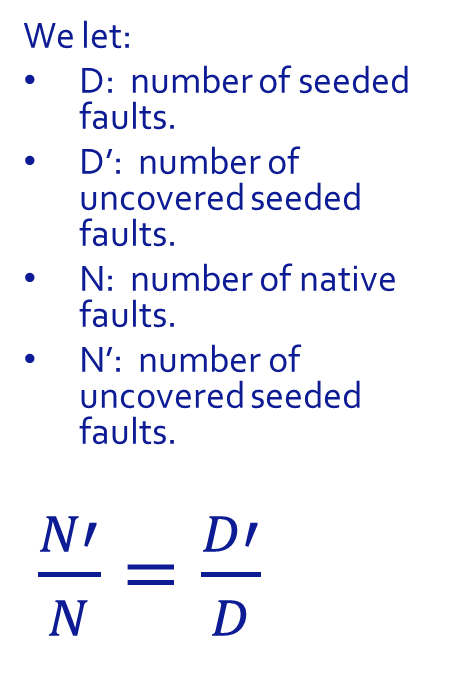 We let:
• D: number of seeded
faults.
• D′: number of
uncovered seeded
faults.
• N: number of native
faults.
• N′: number of
uncovered seeded
faults.
N′/N = D′/D